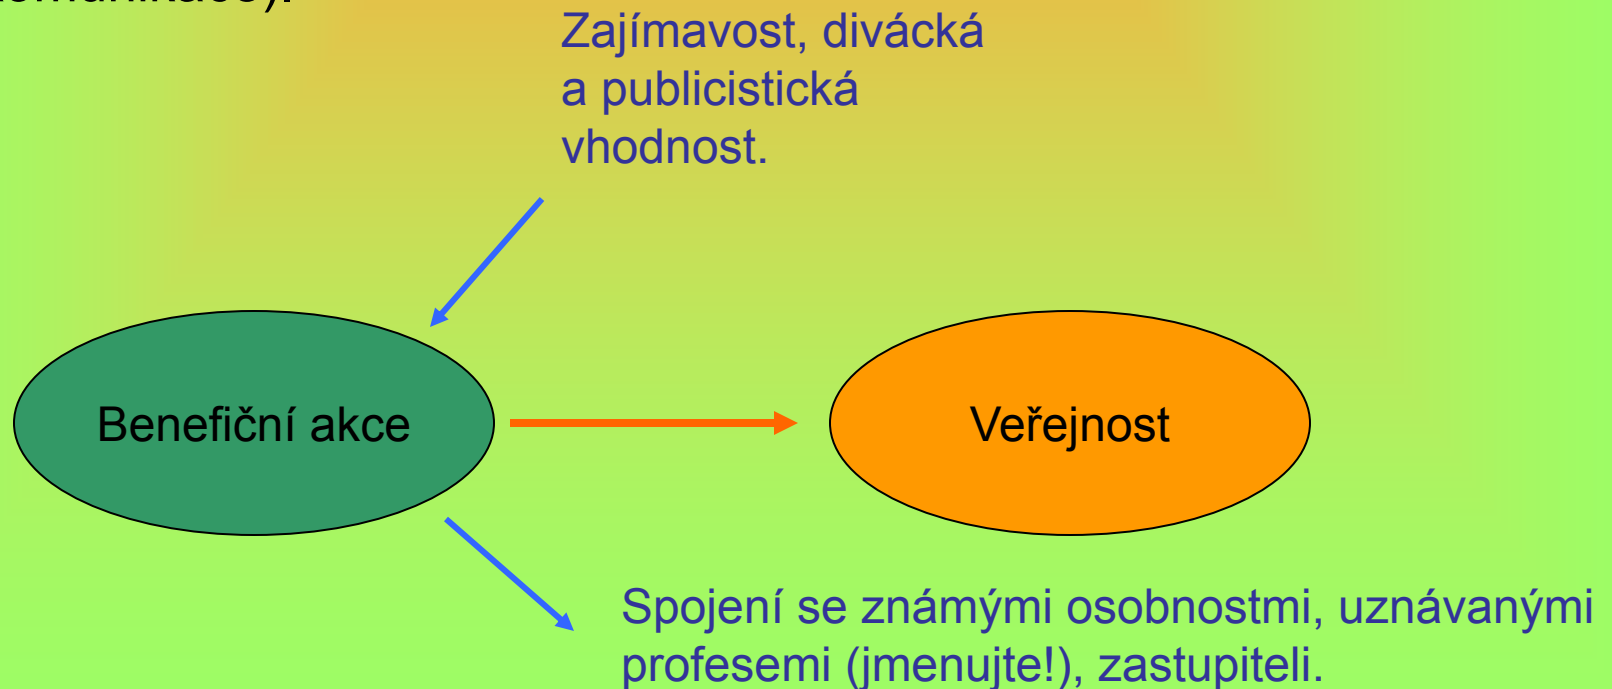 Zajímavost, divácká
a publicistická
vhodnost.
Benefiční akce
Veřejnost
Spojení se známými osobnostmi, uznávanými
profesemi (jmenujte!), zastupiteli.